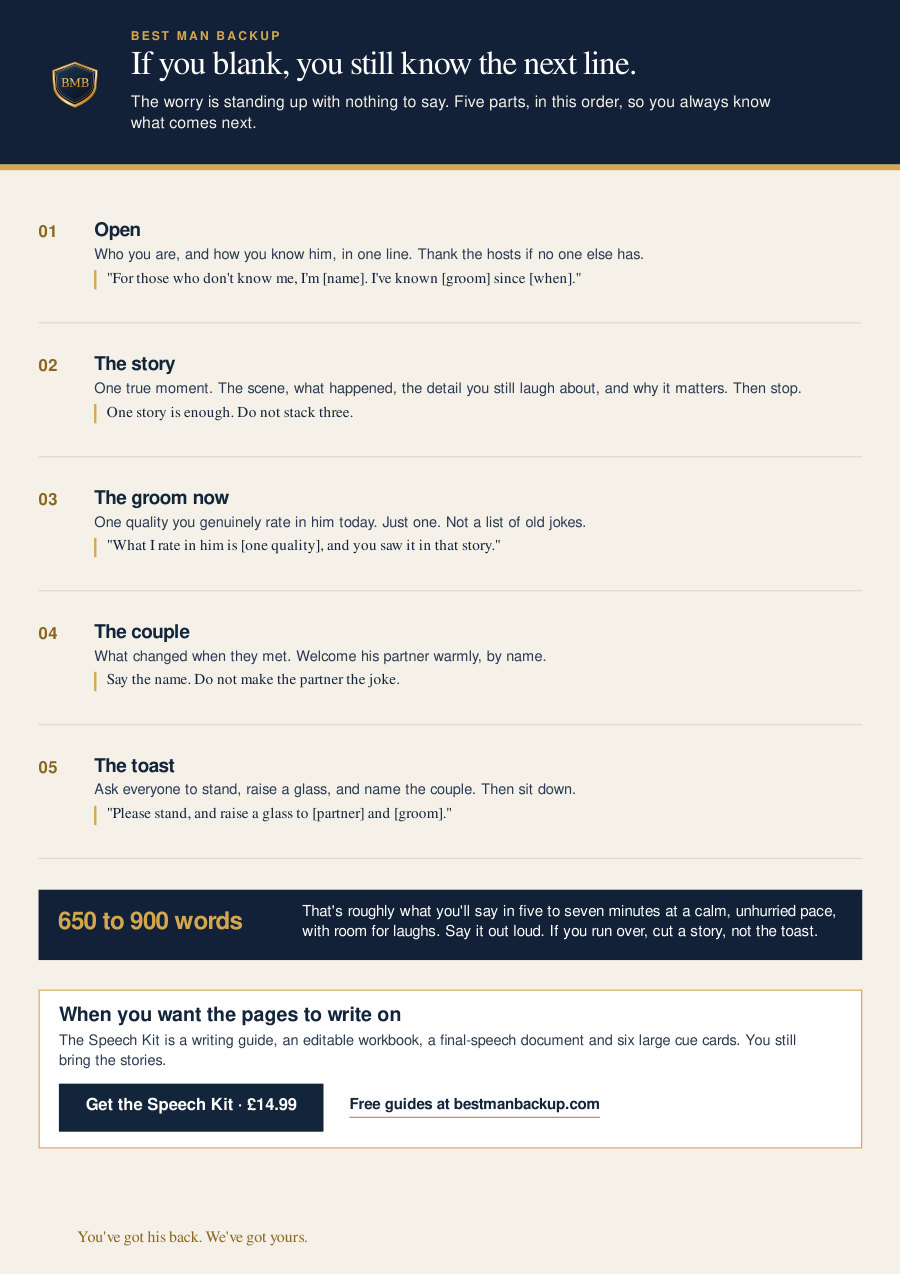 BEST MAN BACKUP
BMB
If you blank, you still know the next line.
The worry is standing up with nothing to say. Five parts, in this order, so you always know
what comes next.
01
Open
Who you are, and how you know him, in one line. Thank the hosts if no one else has.
"For those who don't know me, I'm [name]. I've known [groom] since [when]."
02
The story
One true moment. The scene, what happened, the detail you still laugh about, and why it matters. Then stop.
One story is enough. Do not stack three.
03
The groom now
One quality you genuinely rate in him today. Just one. Not a list of old jokes.
"What I rate in him is [one quality], and you saw it in that story."
04
The couple
What changed when they met. Welcome his partner warmly, by name.
Say the name. Do not make the partner the joke.
05
The toast
Ask everyone to stand, raise a glass, and name the couple. Then sit down.
"Please stand, and raise a glass to [partner] and [groom]."
650 to 900 words
That's roughly what you'll say in five to seven minutes at a calm, unhurried pace,
with room for laughs. Say it out loud. If you run over, cut a story, not the toast.
When you want the pages to write on
The Speech Kit is a writing guide, an editable workbook, a final-speech document and six large cue cards. You still
bring the stories.
Get the Speech Kit · £14.99
Free guides at bestmanbackup.com
You've got his back. We've got yours.